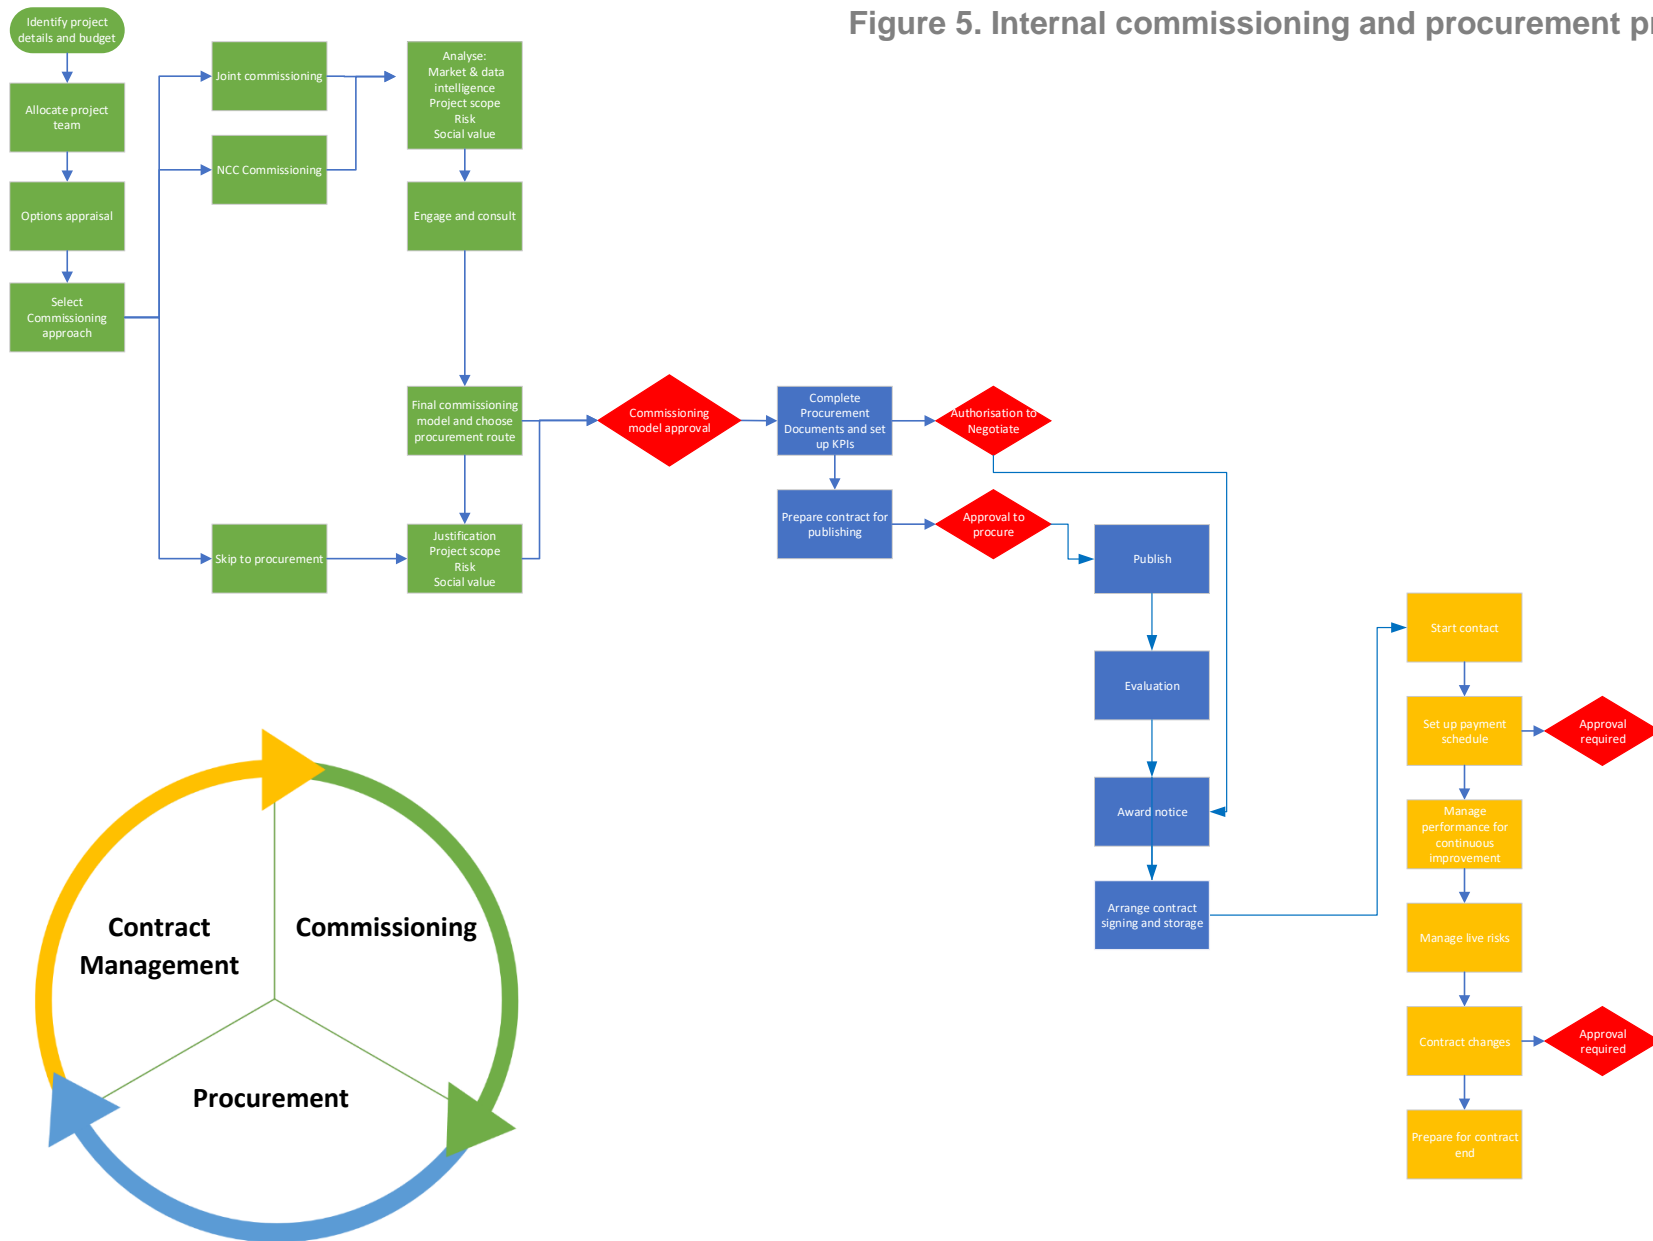 Figure 5. Internal commissioning and procurement pr
Identify project
details and budget
Allocate project
team
Options appraisal
Select
Commissioning
approach
Joint commissioning
NCC Commissioning
Skip to procurement
Analyse:
Market & data
intelligence
Project scope
Risk
Social value
Engage and consult
Final commissioning
model and choose
procurement route
Justification
Project scope
Risk
Social value
Commissioning
model approval
Complete
Procurement
Documents and set
up KPIs
Authorisation to
Negotiate
Prepare contract for
publishing
Approval to
procure
Publish
Evaluation
Award notice
Arrange contract
signing and storage
Start contact
Set up payment
schedule
Approval
required
Manage
performance for
continuous
improvement
Manage live risks
Contract changes
Approval
required
Prepare for contract
end
Contract
Management
Commissioning
Procurement